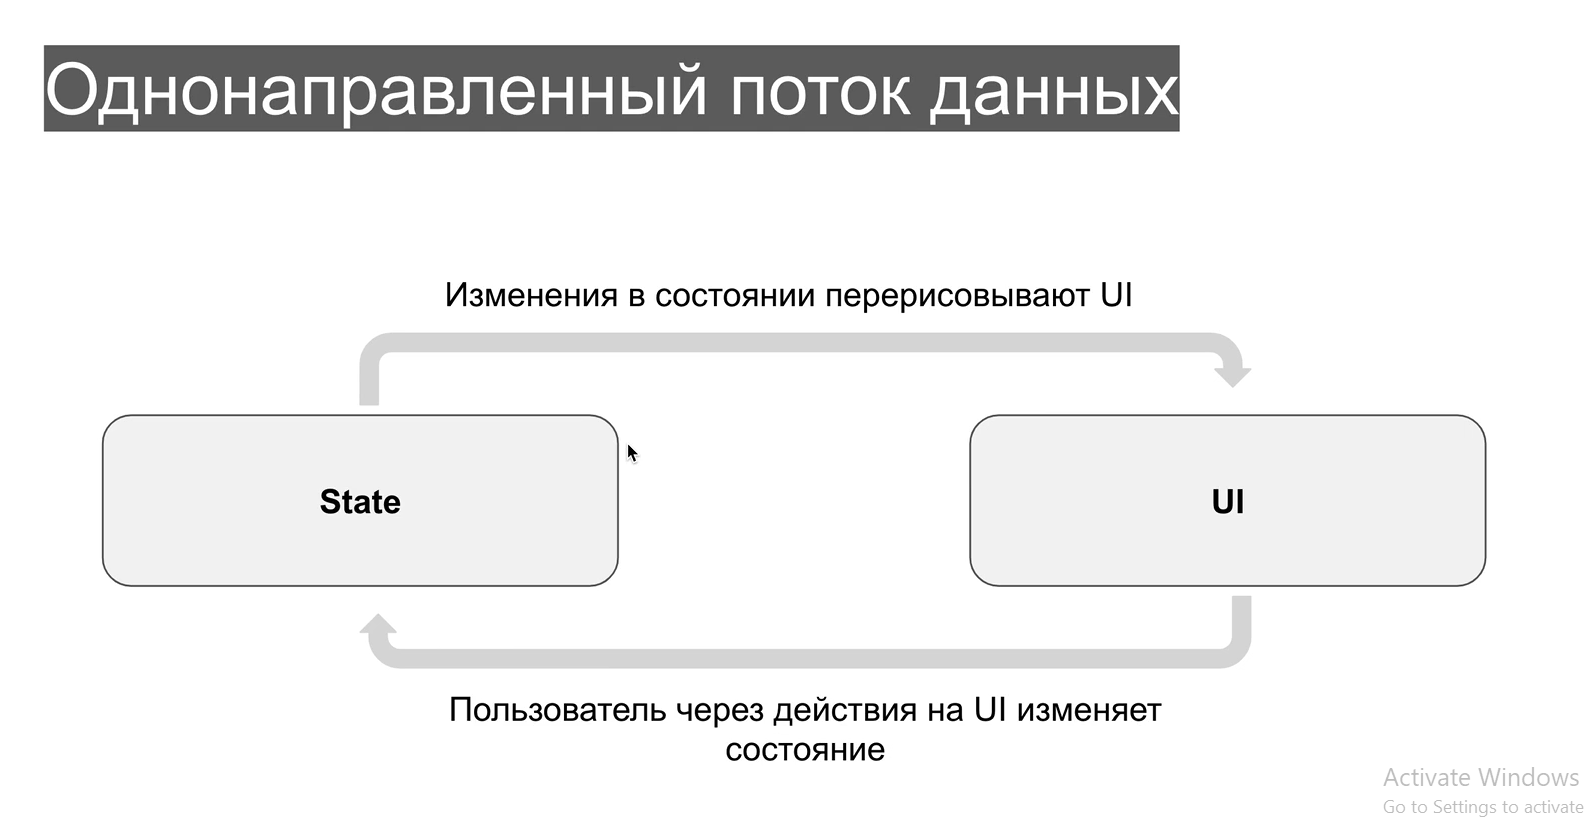 Однонаправленный поток данных
Изменения в состоянии перерисовывают UI
State
UI
Пользователь через действия на UI изменяет
состояние
Activate Windows
Go to Settings to activate